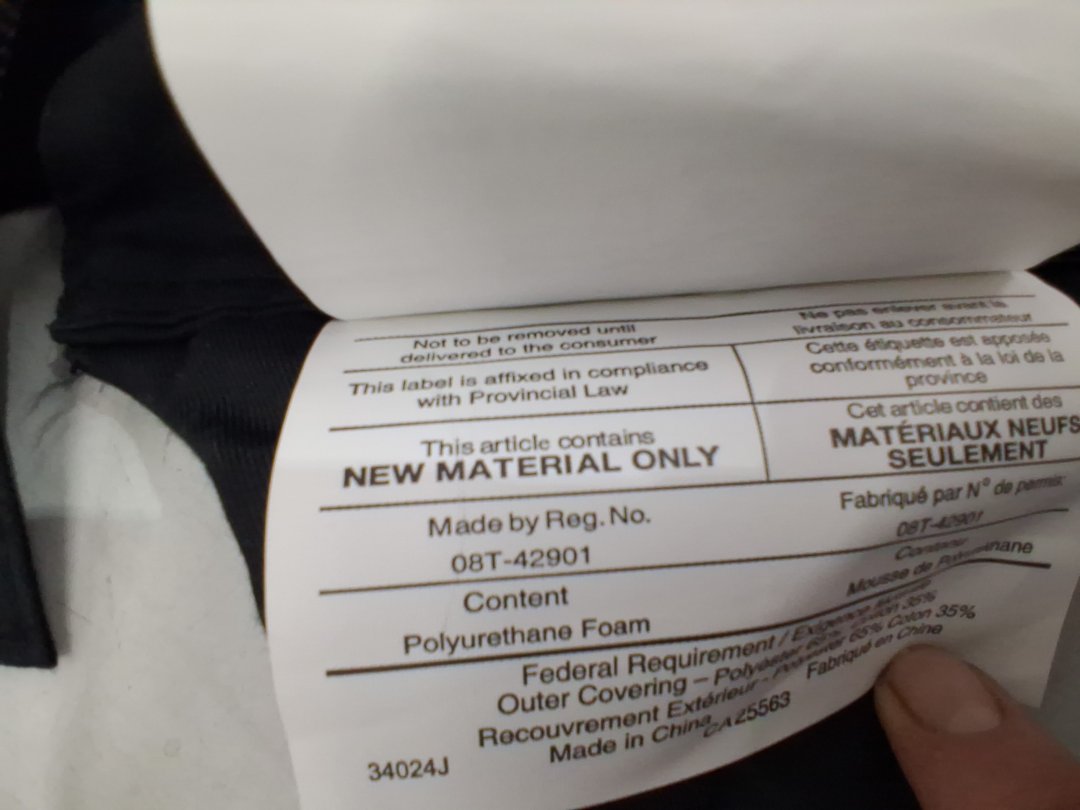 Not to be removed until
delivered to the consumer
Ne pas enlever avant la
livraison au consommateur
This label is affixed in compliance
with Provincial Law
Cette étiquette est apposée
conformément à la loi de la
province
This article contains
NEW MATERIAL ONLY
Cet article contient des
MATÉRIAUX NEUFS
SEULEMENT
Made by Reg. No.
08T-42901
Fabriqué par N° de permis:
08T-42901
Content
Polyurethane Foam
Contenu
Mousse de Polyuréthane
Federal Requirement / Exigence
Outer Covering – Polyester 65% Coton 35%
Recouvrement Extérieur - Polyester 65% Coton 35%
Made in China Fabriqué en Chine
CA25563
34024J